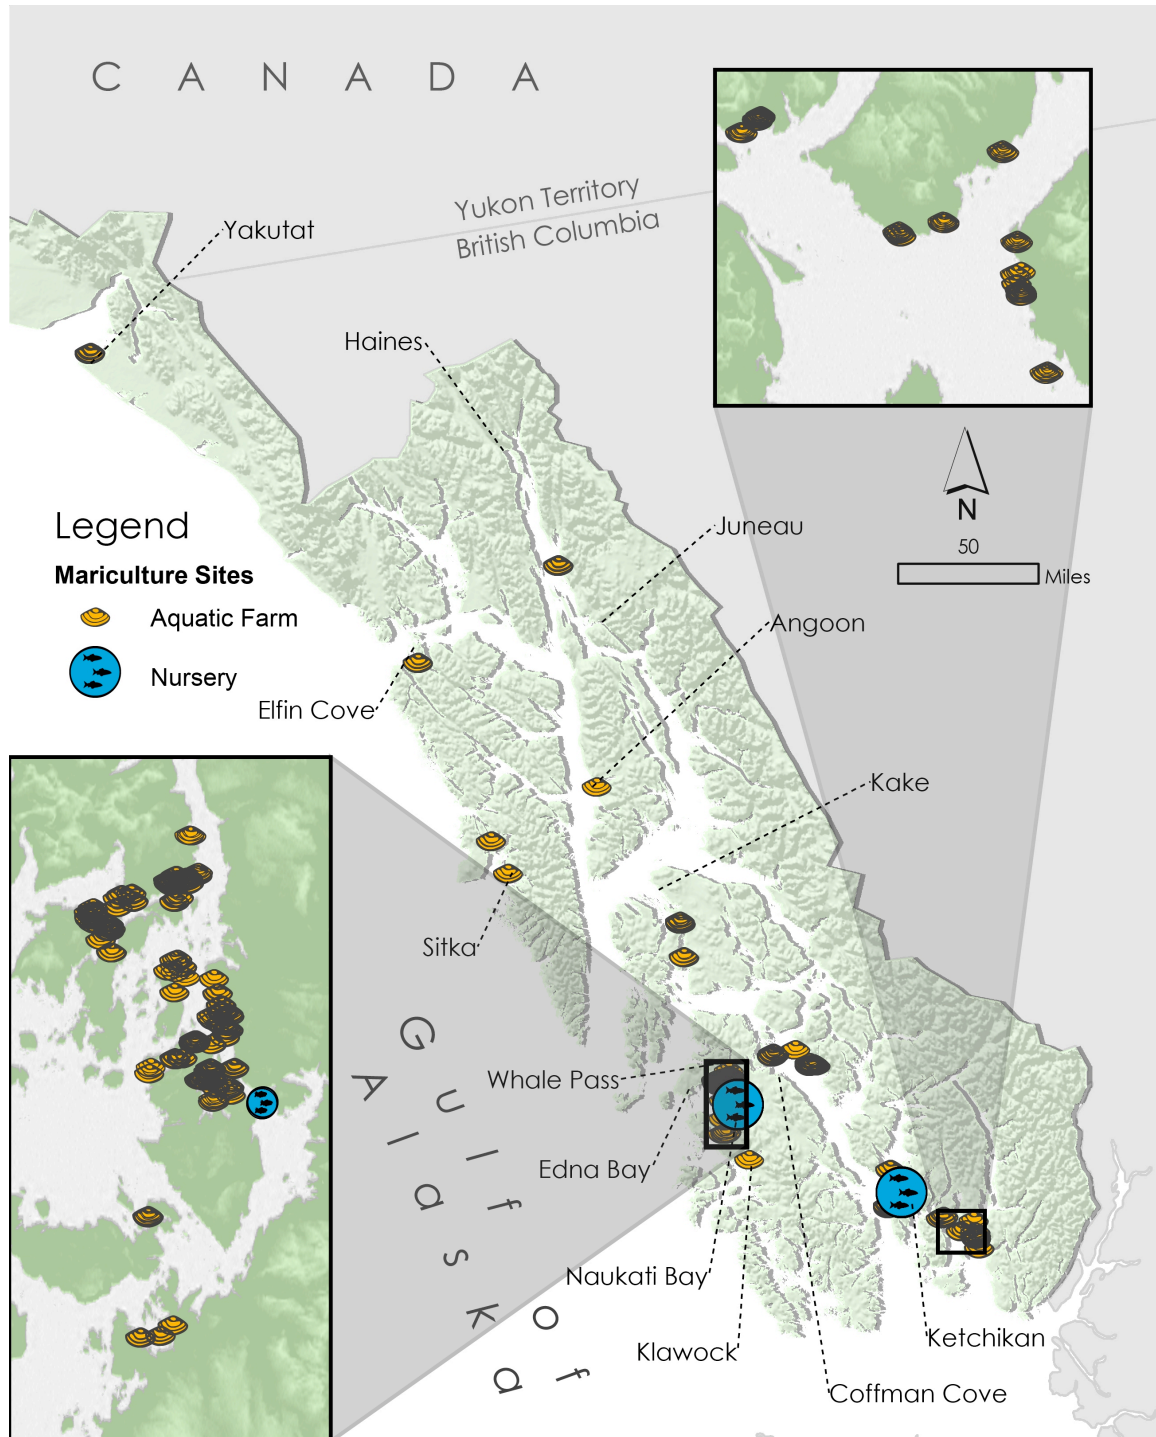 C A N A D A
Yukon Territory
British Columbia
Yakutat
Haines
N
50
Miles
Legend
Mariculture Sites
Aquatic Farm
Nursery
Juneau
Angoon
Elfin Cove
Kake
Sitka
Gulf of
Alaska
Whale Pass
Edna Bay
Naukati Bay
Klawock
Ketchikan
Coffman Cove